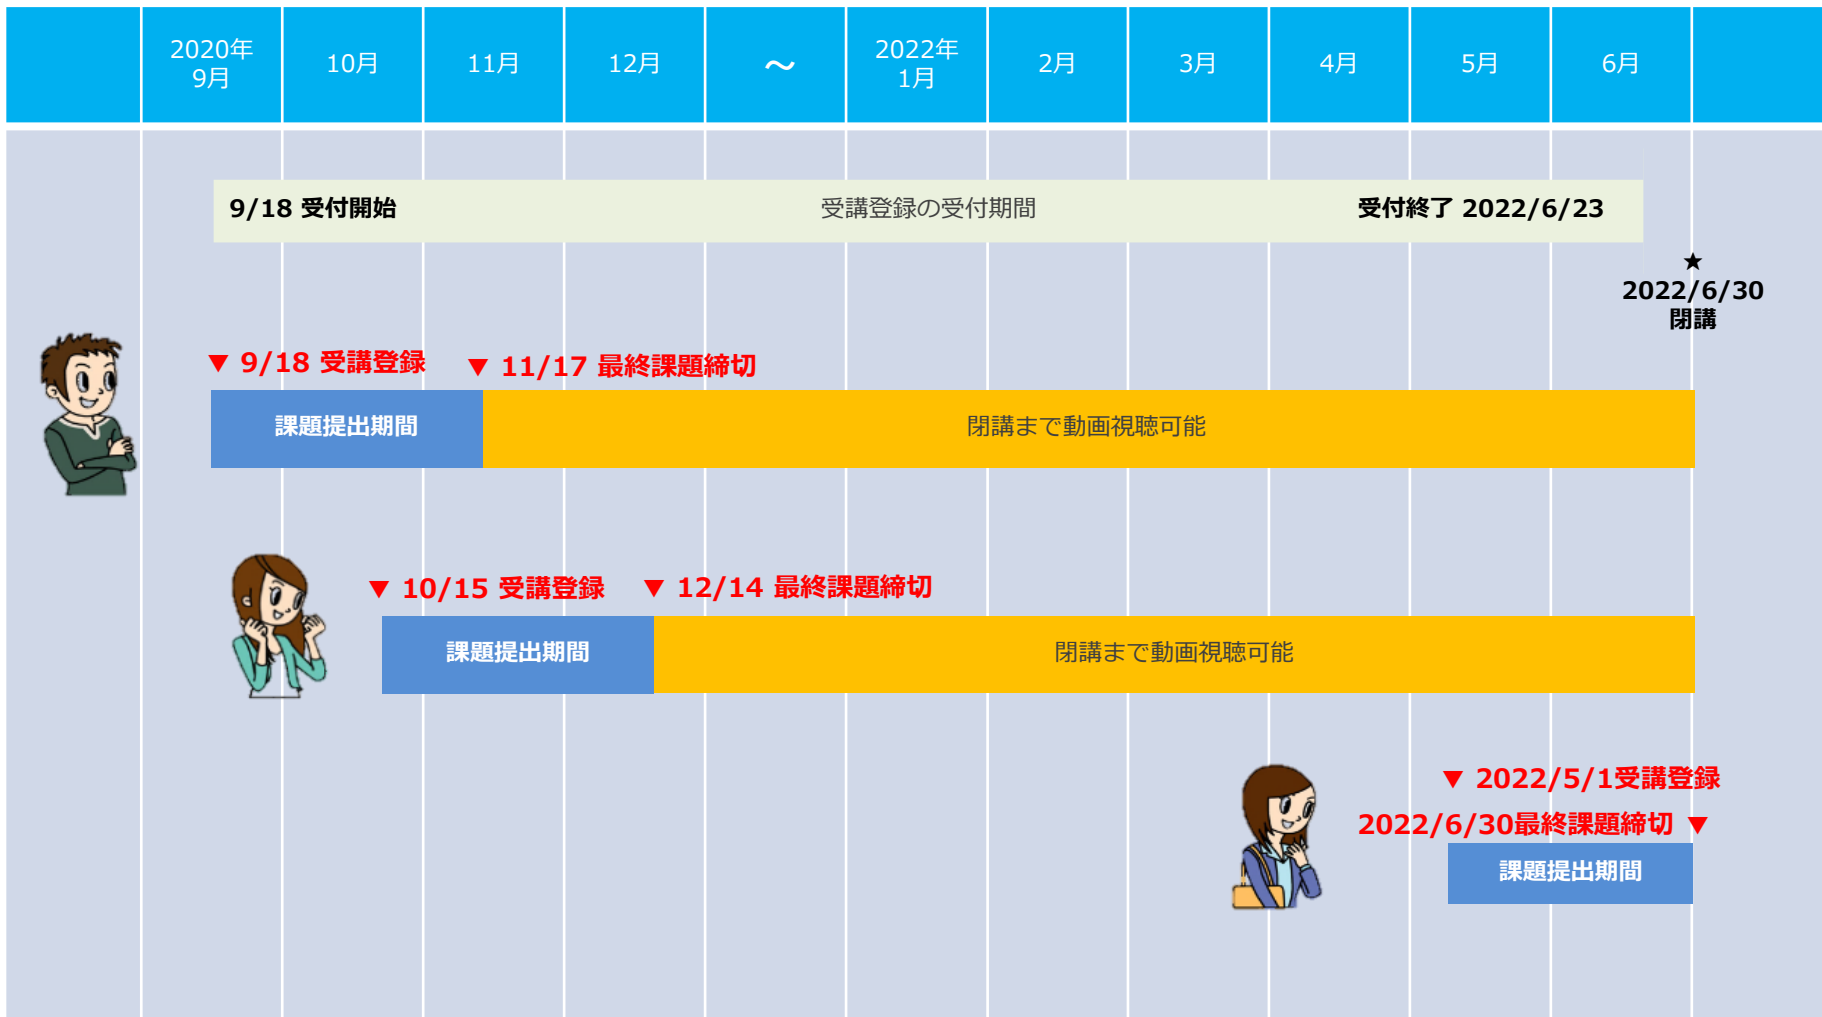 2020年
9月
10月
11月
12月
～
2022年
1月
2月
3月
4月
5月
6月
9/18 受付開始
受講登録の受付期間
受付終了 2022/6/23
★
2022/6/30
閉講
▼ 9/18 受講登録
▼ 11/17 最終課題締切
課題提出期間
閉講まで動画視聴可能
▼ 10/15 受講登録
▼ 12/14 最終課題締切
課題提出期間
閉講まで動画視聴可能
▼ 2022/5/1受講登録
2022/6/30最終課題締切 ▼
課題提出期間